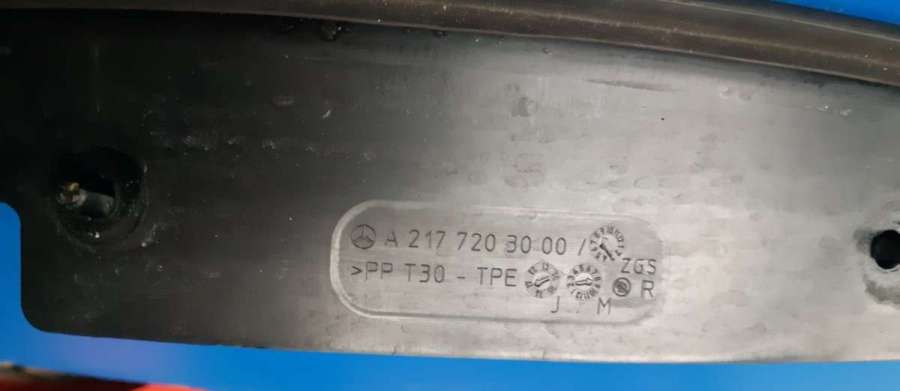 A 217 720 30 00 /
ZGS
>PP T30 - TPE
R
J M